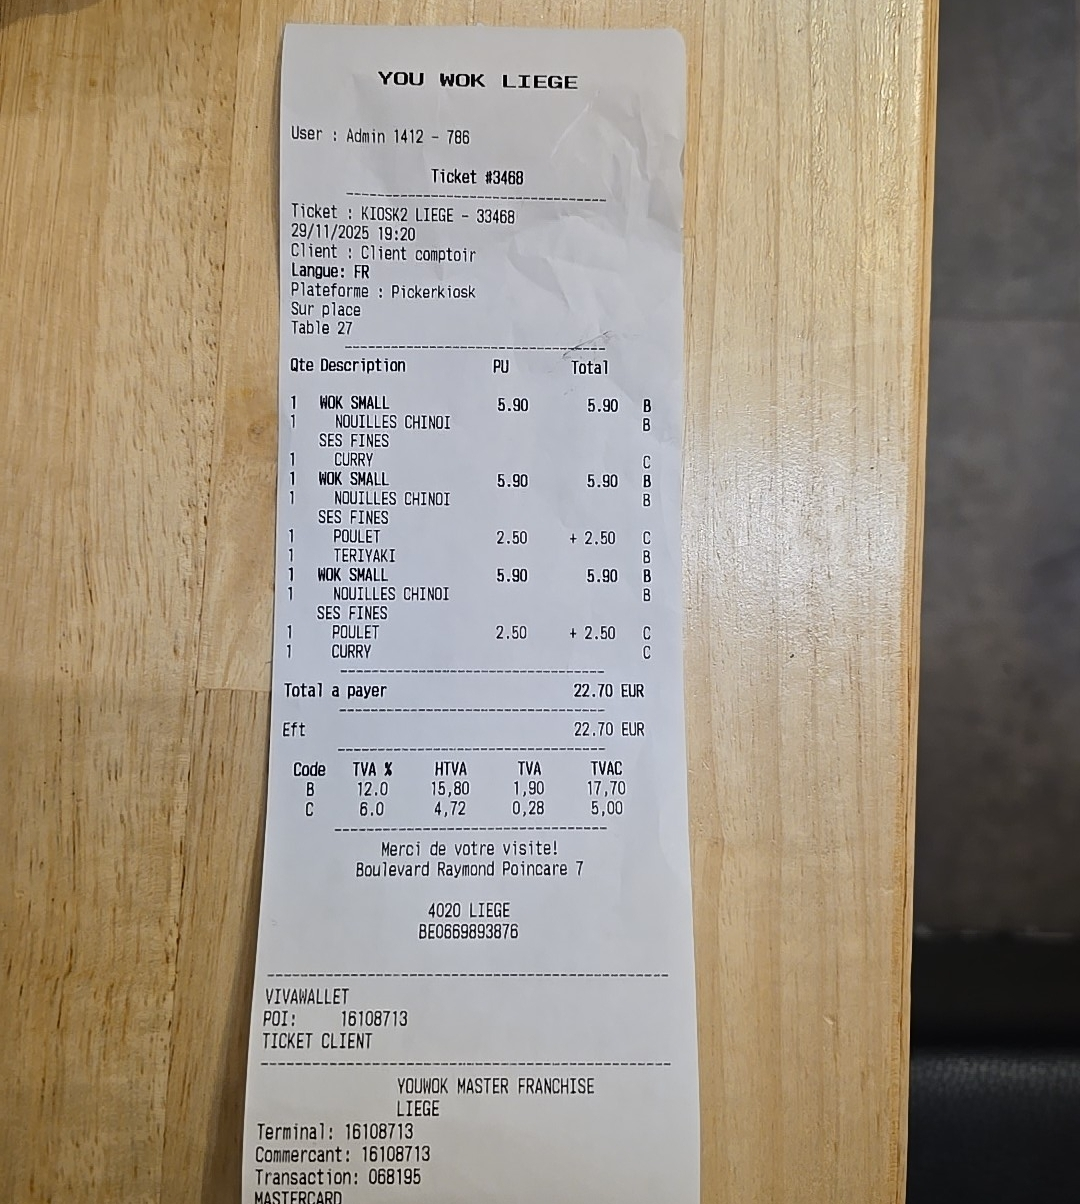 YOU WOK LIEGE
User : Admin 1412 - 786
Ticket #3468
Ticket : KIOSK2 LIEGE - 33468
29/11/2025 19:20
Client : Client comptoir
Langue: FR
Plateforme : Pickerkiosk
Sur place
Table 27
Qte Description PU Total
1 WOK SMALL 5.90 5.90 B
1 NOUILLES CHINOI B
SES FINES
1 CURRY C
1 WOK SMALL 5.90 5.90 B
1 NOUILLES CHINOI B
SES FINES
1 POULET 2.50 + 2.50 C
1 TERIYAKI B
1 WOK SMALL 5.90 5.90 B
1 NOUILLES CHINOI B
SES FINES
1 POULET 2.50 + 2.50 C
1 CURRY C
Total a payer 22.70 EUR
Eft 22.70 EUR
Code TVA % HTVA TVA TVAC
B 12.0 15,80 1,90 17,70
C 6.0 4,72 0,28 5,00
Merci de votre visite!
Boulevard Raymond Poincare 7
4020 LIEGE
BE0669893876
VIVAWALLET
POI: 16108713
TICKET CLIENT
YOUWOK MASTER FRANCHISE
LIEGE
Terminal: 16108713
Commercant: 16108713
Transaction: 068195
MASTERCARD